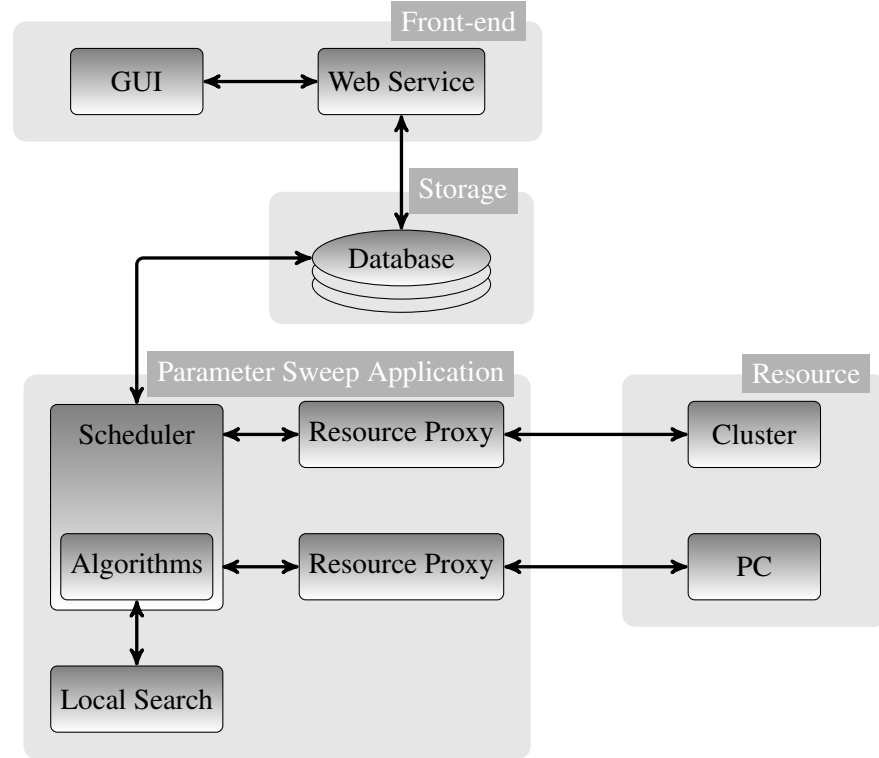 Front-end
GUI
Web Service
Storage
Database
Parameter Sweep Application
Resource
Scheduler
Resource Proxy
Cluster
Algorithms
Resource Proxy
PC
Local Search